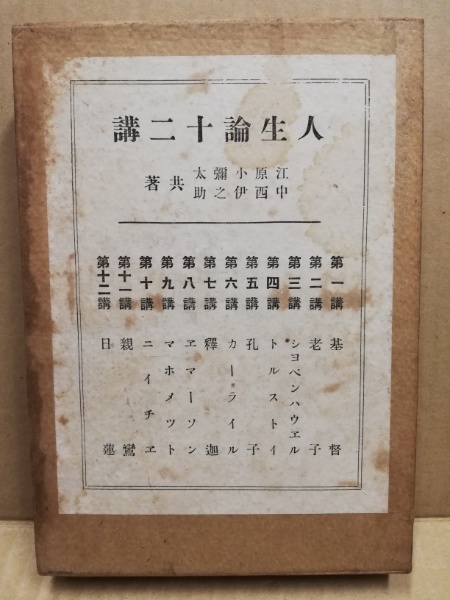 人生論十二講
江原小彌太
中西伊之助
共著
第一講 基督
第二講 老子
第三講 シヨペンハウヱル
第四講 トルストイ
第五講 孔子
第六講 カーライル
第七講 釋迦
第八講 ヱマーソン
第九講 マホメツト
第十講 ニイチヱ
第十一講 親鸞
第十二講 日蓮